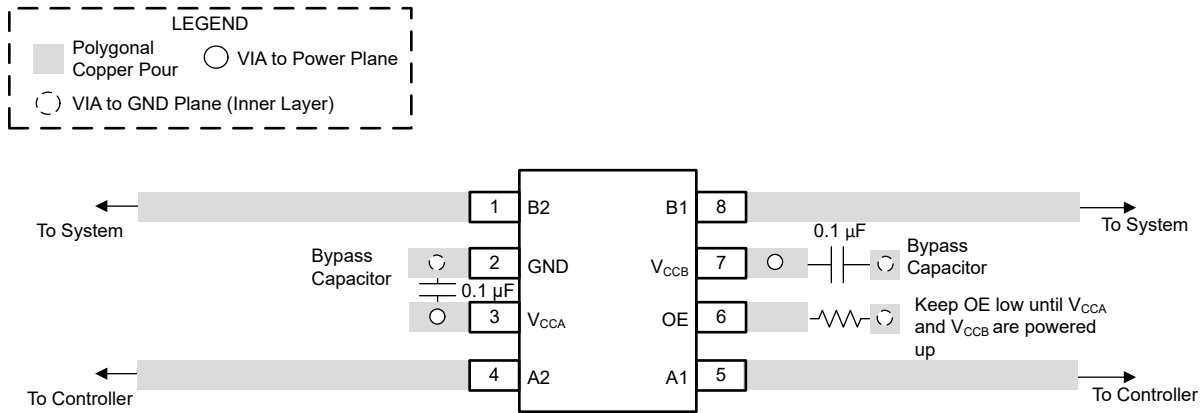 LEGEND
Polygonal
Copper Pour
VIA to Power Plane
VIA to GND Plane (Inner Layer)
1
B2
B1
8
To System
To System
0.1 µF
Bypass
Capacitor
2
GND
VCCB
7
Bypass
Capacitor
0.1 µF
3
VCCA
OE
6
Keep OE low until VCCA
and VCCB are powered
up
4
A2
A1
5
To Controller
To Controller